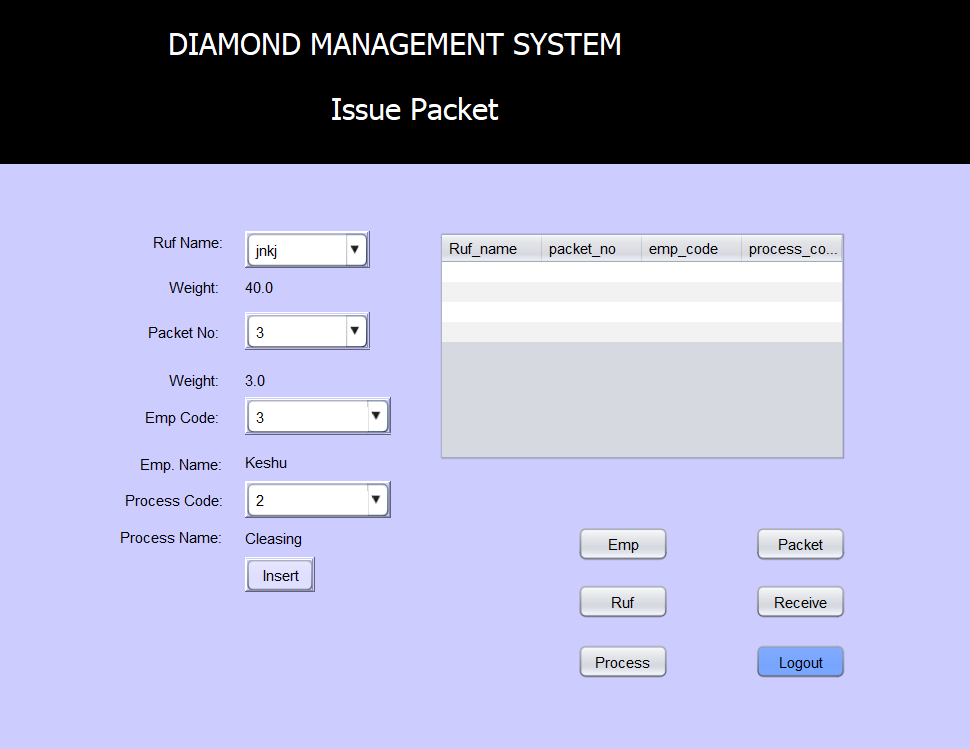 DIAMOND MANAGEMENT SYSTEM
Issue Packet
Ruf Name: jnkj
Weight: 40.0
Packet No: 3
Weight: 3.0
Emp Code: 3
Emp. Name: Keshu
Process Code: 2
Process Name: Cleasing
Insert
Ruf_name packet_no emp_code process_co...
Emp Packet
Ruf Receive
Process Logout